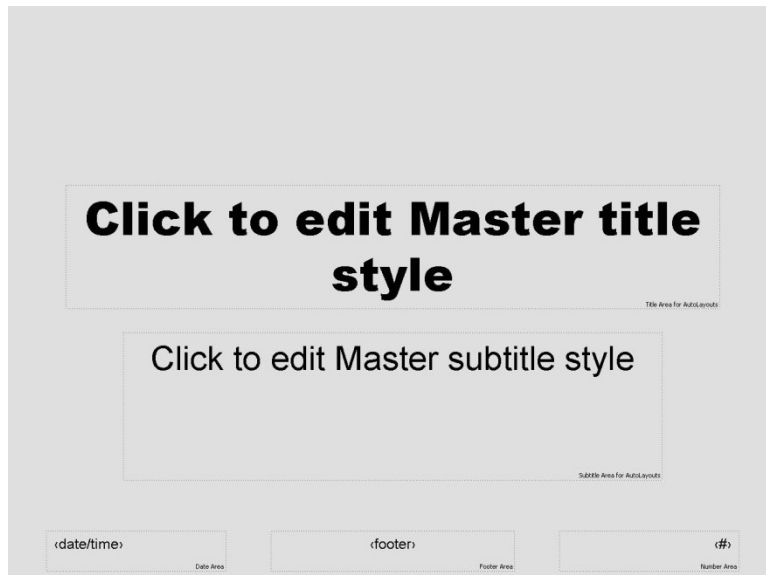 Click to edit Master title
style
Title Area for AutoLayouts
Click to edit Master subtitle style
Subtitle Area for AutoLayouts
‹date/time›
Date Area
‹footer›
Footer Area
‹#›
Number Area